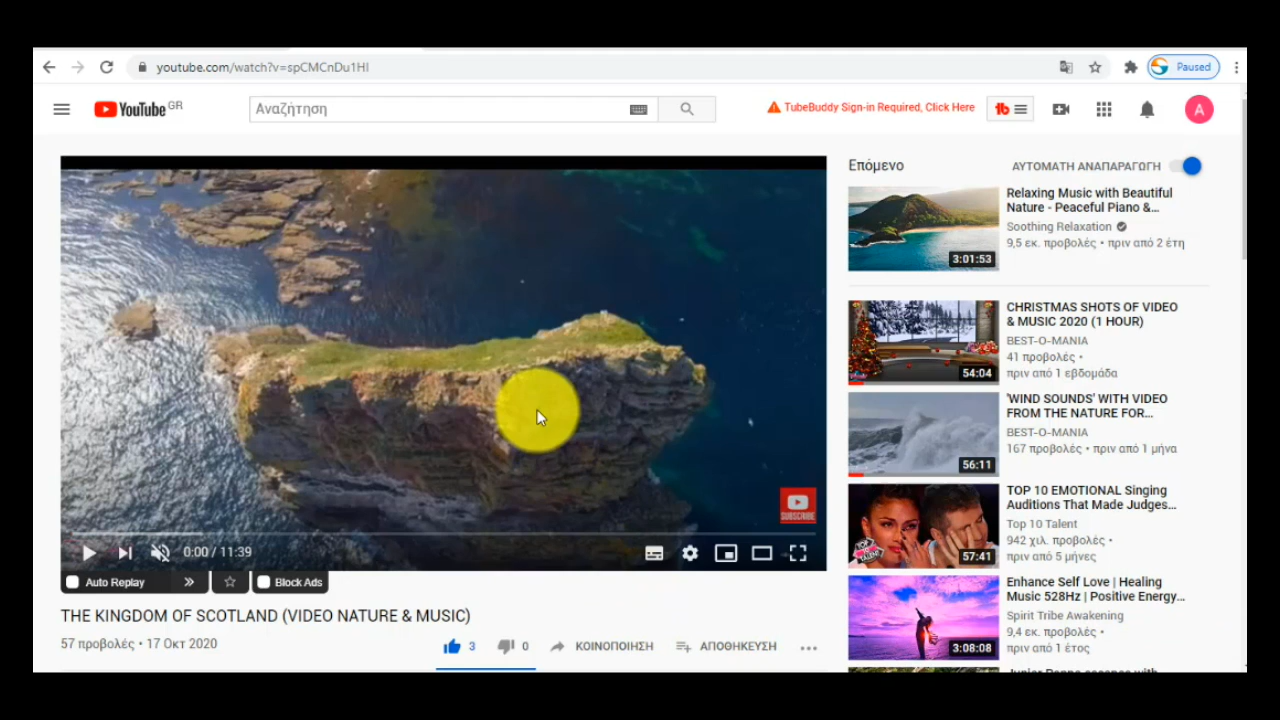 youtube.com/watch?v=spCMCnDu1HI
Paused
YouTube GR
Αναζήτηση
TubeBuddy Sign-in Required, Click Here
tb
A
SUBSCRIBE
0:00 / 11:39
Auto Replay
Block Ads
THE KINGDOM OF SCOTLAND (VIDEO NATURE & MUSIC)
57 προβολές • 17 Οκτ 2020
3
0
ΚΟΙΝΟΠΟΙΗΣΗ
ΑΠΟΘΗΚΕΥΣΗ
Επόμενο
ΑΥΤΟΜΑΤΗ ΑΝΑΠΑΡΑΓΩΓΗ
3:01:53
Relaxing Music with Beautiful
Nature - Peaceful Piano &...
Soothing Relaxation
9,5 εκ. προβολές • πριν από 2 έτη
54:04
CHRISTMAS SHOTS OF VIDEO
& MUSIC 2020 (1 HOUR)
BEST-O-MANIA
41 προβολές •
πριν από 1 εβδομάδα
56:11
'WIND SOUNDS' WITH VIDEO
FROM THE NATURE FOR...
BEST-O-MANIA
167 προβολές • πριν από 1 μήνα
TOP 10
TALENT
57:41
TOP 10 EMOTIONAL Singing
Auditions That Made Judges...
Top 10 Talent
942 χιλ. προβολές •
πριν από 5 μήνες
3:08:08
Enhance Self Love | Healing
Music 528Hz | Positive Energy...
Spirit Tribe Awakening
9,4 εκ. προβολές •
πριν από 1 έτος